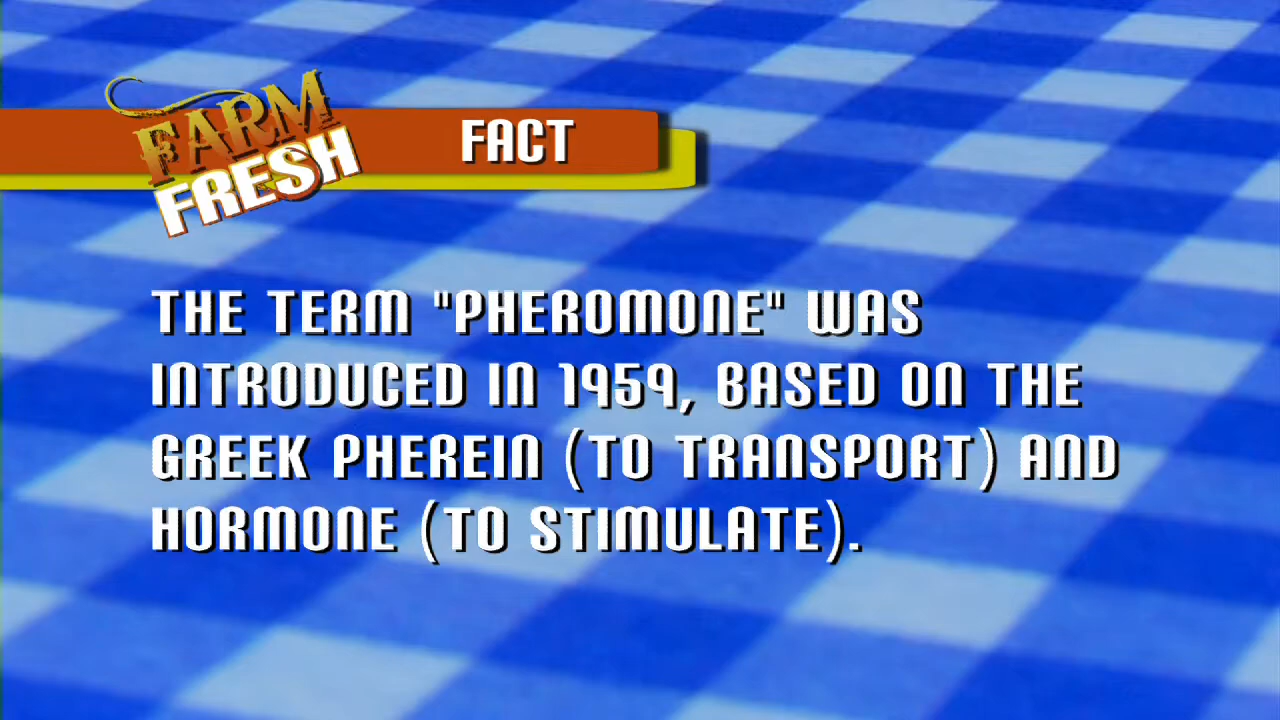 FARM
FRESH
FACT
THE TERM "PHEROMONE" WAS
INTRODUCED IN 1959, BASED ON THE
GREEK PHEREIN (TO TRANSPORT) AND
HORMONE (TO STIMULATE).